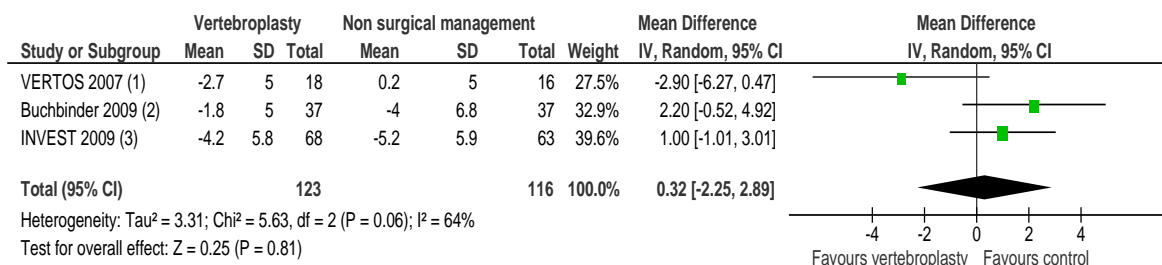 Vertebroplasty Non surgical management Mean Difference Mean Difference
Study or Subgroup Mean SD Total Mean SD Total Weight IV, Random, 95% CI IV, Random, 95% CI
VERTOS 2007 (1) -2.7 5 18 0.2 5 16 27.5% -2.90 [-6.27, 0.47]
Buchbinder 2009 (2) -1.8 5 37 -4 6.8 37 32.9% 2.20 [-0.52, 4.92]
INVEST 2009 (3) -4.2 5.8 68 -5.2 5.9 63 39.6% 1.00 [-1.01, 3.01]
Total (95% CI) 123 116 100.0% 0.32 [-2.25, 2.89]
Heterogeneity: Tau² = 3.31; Chi² = 5.63, df = 2 (P = 0.06); I² = 64%
Test for overall effect: Z = 0.25 (P = 0.81)
-4 -2 0 2 4
Favours vertebroplasty Favours control